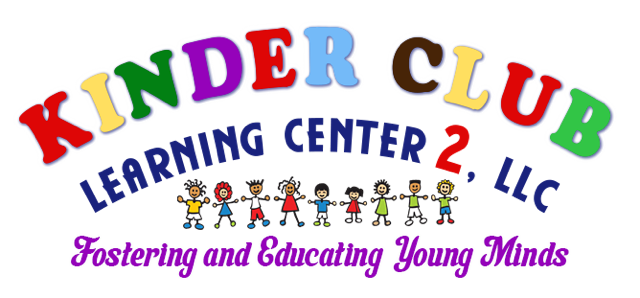 KINDER CLUB
LEARNING CENTER 2, LLC
Fostering and Educating Young Minds